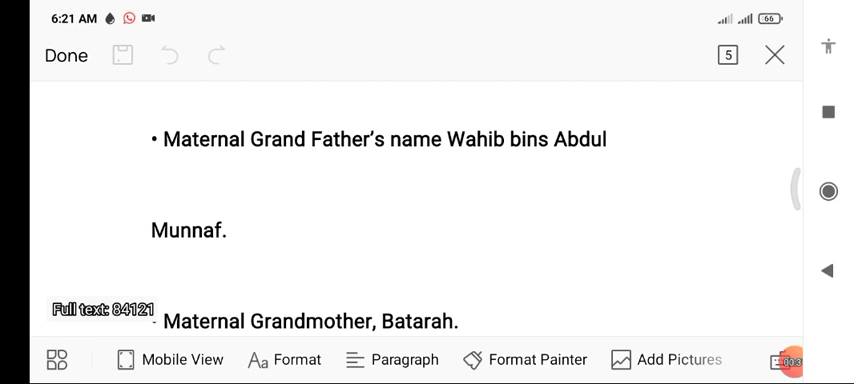 6:21 AM 66
Done 5
• Maternal Grand Father's name Wahib bins Abdul
Munnaf.
Full text: 84121
· Maternal Grandmother, Batarah.
Mobile View Aa Format Paragraph Format Painter Add Pictures